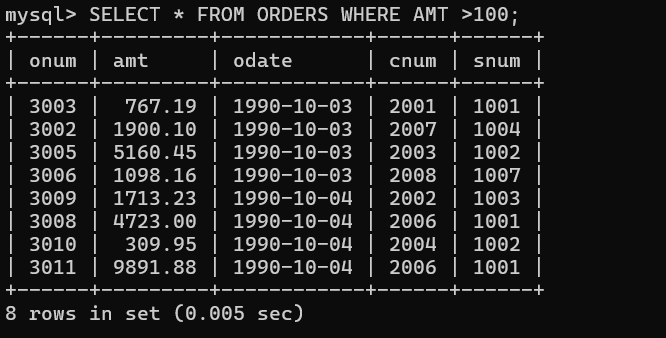 mysql> SELECT * FROM ORDERS WHERE AMT >100;
+------+---------+------------+------+------+
| onum | amt     | odate      | cnum | snum |
+------+---------+------------+------+------+
| 3003 |  767.19 | 1990-10-03 | 2001 | 1001 |
| 3002 | 1900.10 | 1990-10-03 | 2007 | 1004 |
| 3005 | 5160.45 | 1990-10-03 | 2003 | 1002 |
| 3006 | 1098.16 | 1990-10-03 | 2008 | 1007 |
| 3009 | 1713.23 | 1990-10-04 | 2002 | 1003 |
| 3008 | 4723.00 | 1990-10-04 | 2006 | 1001 |
| 3010 |  309.95 | 1990-10-04 | 2004 | 1002 |
| 3011 | 9891.88 | 1990-10-04 | 2006 | 1001 |
+------+---------+------------+------+------+
8 rows in set (0.005 sec)